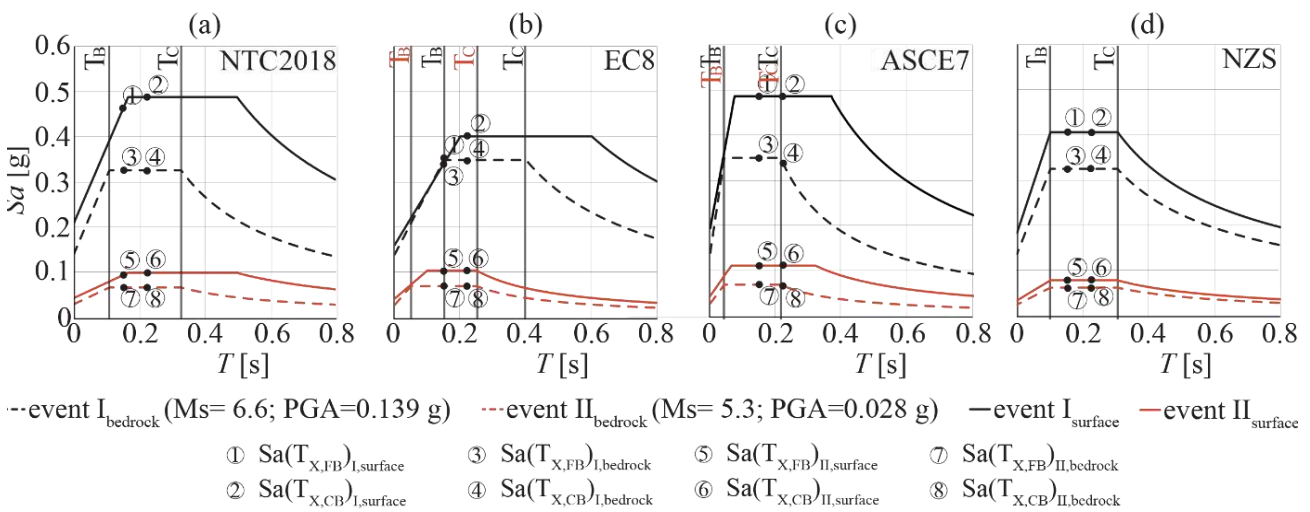 (a) (b) (c) (d)
0.6 TB TC NTC2018 TB TB TC TC EC8 TB TB TC TC ASCE7 TB TC NZS
0.5 ① ② ① ②
0.4 ② ① ②
① ④ ③ ④
0.3 ③ ④ ③ ③ ④
Sa [g]
0.2
0.1 ⑤ ⑥ ⑤ ⑥ ⑤ ⑥ ⑤ ⑥
0 ⑦ ⑧ ⑦ ⑧ ⑦ ⑧ ⑦ ⑧
0 0.2 0.4 0.6 0.8 0 0.2 0.4 0.6 0.8 0 0.2 0.4 0.6 0.8 0 0.2 0.4 0.6 0.8
T [s] T [s] T [s] T [s]
event Ibedrock (Ms= 6.6; PGA=0.139 g) event IIbedrock (Ms= 5.3; PGA=0.028 g) event Isurface event IIsurface
① Sa(TX,FB)I,surface ③ Sa(TX,FB)I,bedrock ⑤ Sa(TX,FB)II,surface ⑦ Sa(TX,FB)II,bedrock
② Sa(TX,CB)I,surface ④ Sa(TX,CB)I,bedrock ⑥ Sa(TX,CB)II,surface ⑧ Sa(TX,CB)II,bedrock